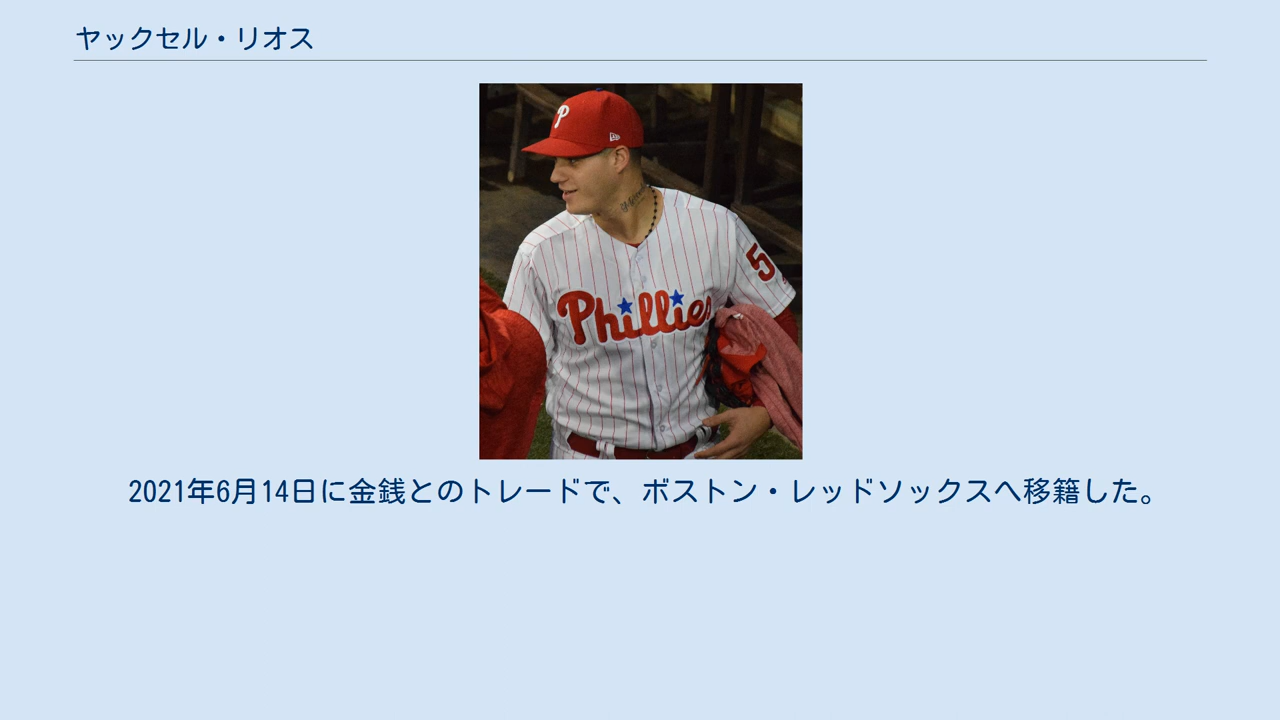 ヤックセル・リオス
P
Phillies
5
2021年6月14日に金銭とのトレードで、ボストン・レッドソックスへ移籍した。